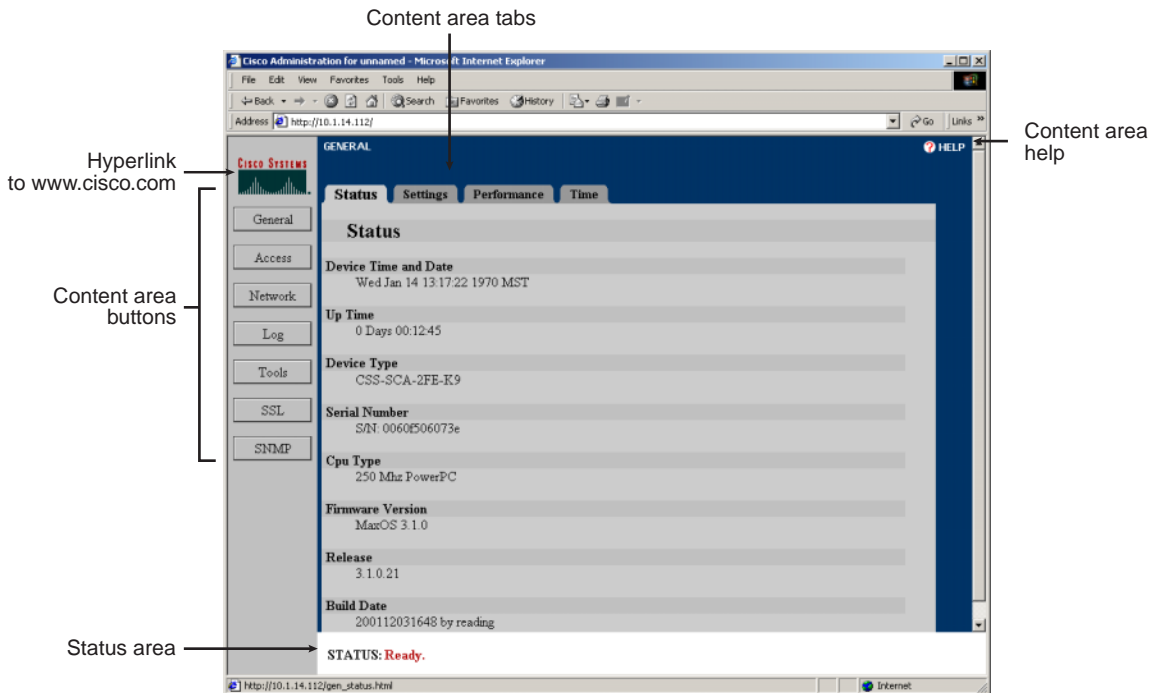 Content area tabs
Cisco Administration for unnamed - Microsoft Internet Explorer
File Edit View Favorites Tools Help
Back Search Favorites History
Address http://10.1.14.112/ Go Links »
Content area
help
Hyperlink
to www.cisco.com
CISCO SYSTEMS
GENERAL
? HELP
Status Settings Performance Time
Content area
buttons
General
Access
Network
Log
Tools
SSL
SNMP
Status
Device Time and Date
Wed Jan 14 13:17:22 1970 MST
Up Time
0 Days 00:12:45
Device Type
CSS-SCA-2FE-K9
Serial Number
S/N: 0060f506073e
Cpu Type
250 Mhz PowerPC
Firmware Version
MaxOS 3.1.0
Release
3.1.0.21
Build Date
200112031648 by reading
Status area
STATUS: Ready.
http://10.1.14.112/gen_status.html Internet